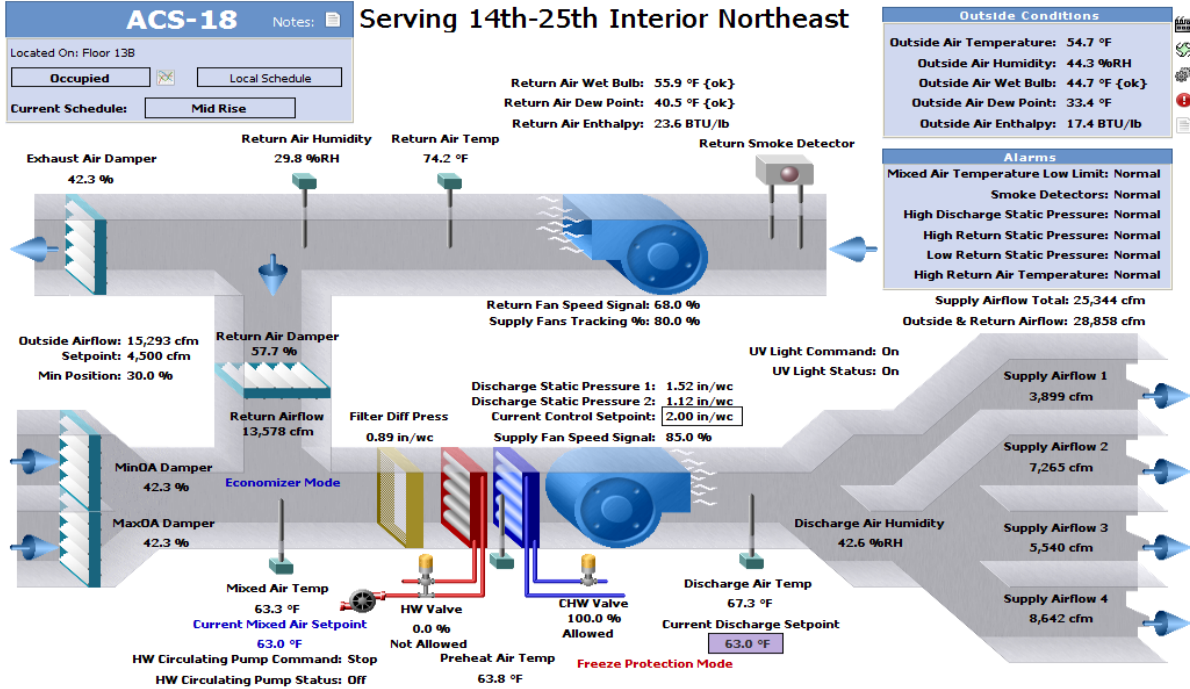 ACS-18 Notes:
Serving 14th-25th Interior Northeast
Located On: Floor 13B
Occupied
Local Schedule
Current Schedule: Mid Rise
Outside Conditions
Outside Air Temperature: 54.7 °F
Outside Air Humidity: 44.3 %RH
Outside Air Wet Bulb: 44.7 °F {ok}
Outside Air Dew Point: 33.4 °F
Outside Air Enthalpy: 17.4 BTU/lb
Return Air Wet Bulb: 55.9 °F {ok}
Return Air Dew Point: 40.5 °F {ok}
Return Air Enthalpy: 23.6 BTU/lb
Exhaust Air Damper
42.3 %
Return Air Humidity
29.8 %RH
Return Air Temp
74.2 °F
Return Smoke Detector
Alarms
Mixed Air Temperature Low Limit: Normal
Smoke Detectors: Normal
High Discharge Static Pressure: Normal
High Return Static Pressure: Normal
Low Return Static Pressure: Normal
High Return Air Temperature: Normal
Return Fan Speed Signal: 68.0 %
Supply Fans Tracking %: 80.0 %
Supply Airflow Total: 25,344 cfm
Outside & Return Airflow: 28,858 cfm
Outside Airflow: 15,293 cfm
Setpoint: 4,500 cfm
Min Position: 30.0 %
Return Air Damper
57.7 %
Return Airflow
13,578 cfm
UV Light Command: On
UV Light Status: On
Filter Diff Press
0.89 in/wc
Discharge Static Pressure 1: 1.52 in/wc
Discharge Static Pressure 2: 1.12 in/wc
Current Control Setpoint: 2.00 in/wc
Supply Fan Speed Signal: 85.0 %
Supply Airflow 1
3,899 cfm
Supply Airflow 2
7,265 cfm
Supply Airflow 3
5,540 cfm
Supply Airflow 4
8,642 cfm
MinOA Damper
42.3 %
Economizer Mode
MaxOA Damper
42.3 %
Discharge Air Humidity
42.6 %RH
Mixed Air Temp
63.3 °F
Current Mixed Air Setpoint
63.0 °F
HW Valve
0.0 %
Not Allowed
CHW Valve
100.0 %
Allowed
Discharge Air Temp
67.3 °F
Current Discharge Setpoint
63.0 °F
HW Circulating Pump Command: Stop
HW Circulating Pump Status: Off
Preheat Air Temp
63.8 °F
Freeze Protection Mode